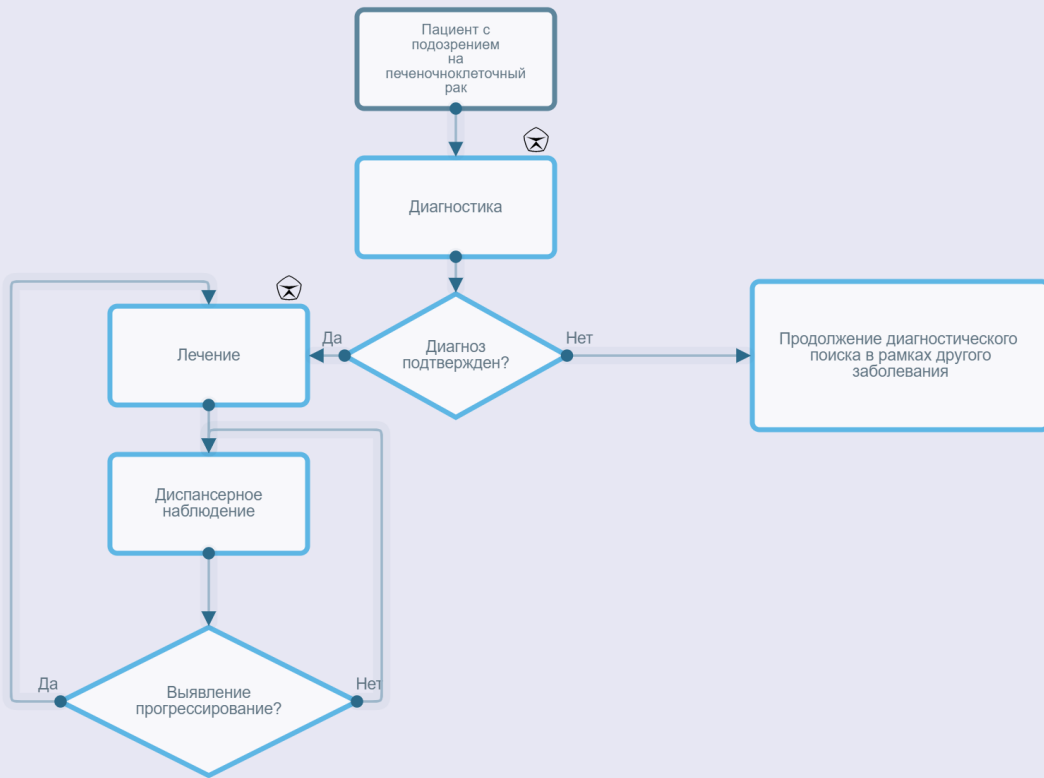 Пациент с
подозрением
на
печеночноклеточный
рак
Диагностика
Да
Диагноз
подтвержден?
Нет
Продолжение диагностического
поиска в рамках другого
заболевания
Лечение
Диспансерное
наблюдение
Да
Выявление
прогрессирование?
Нет